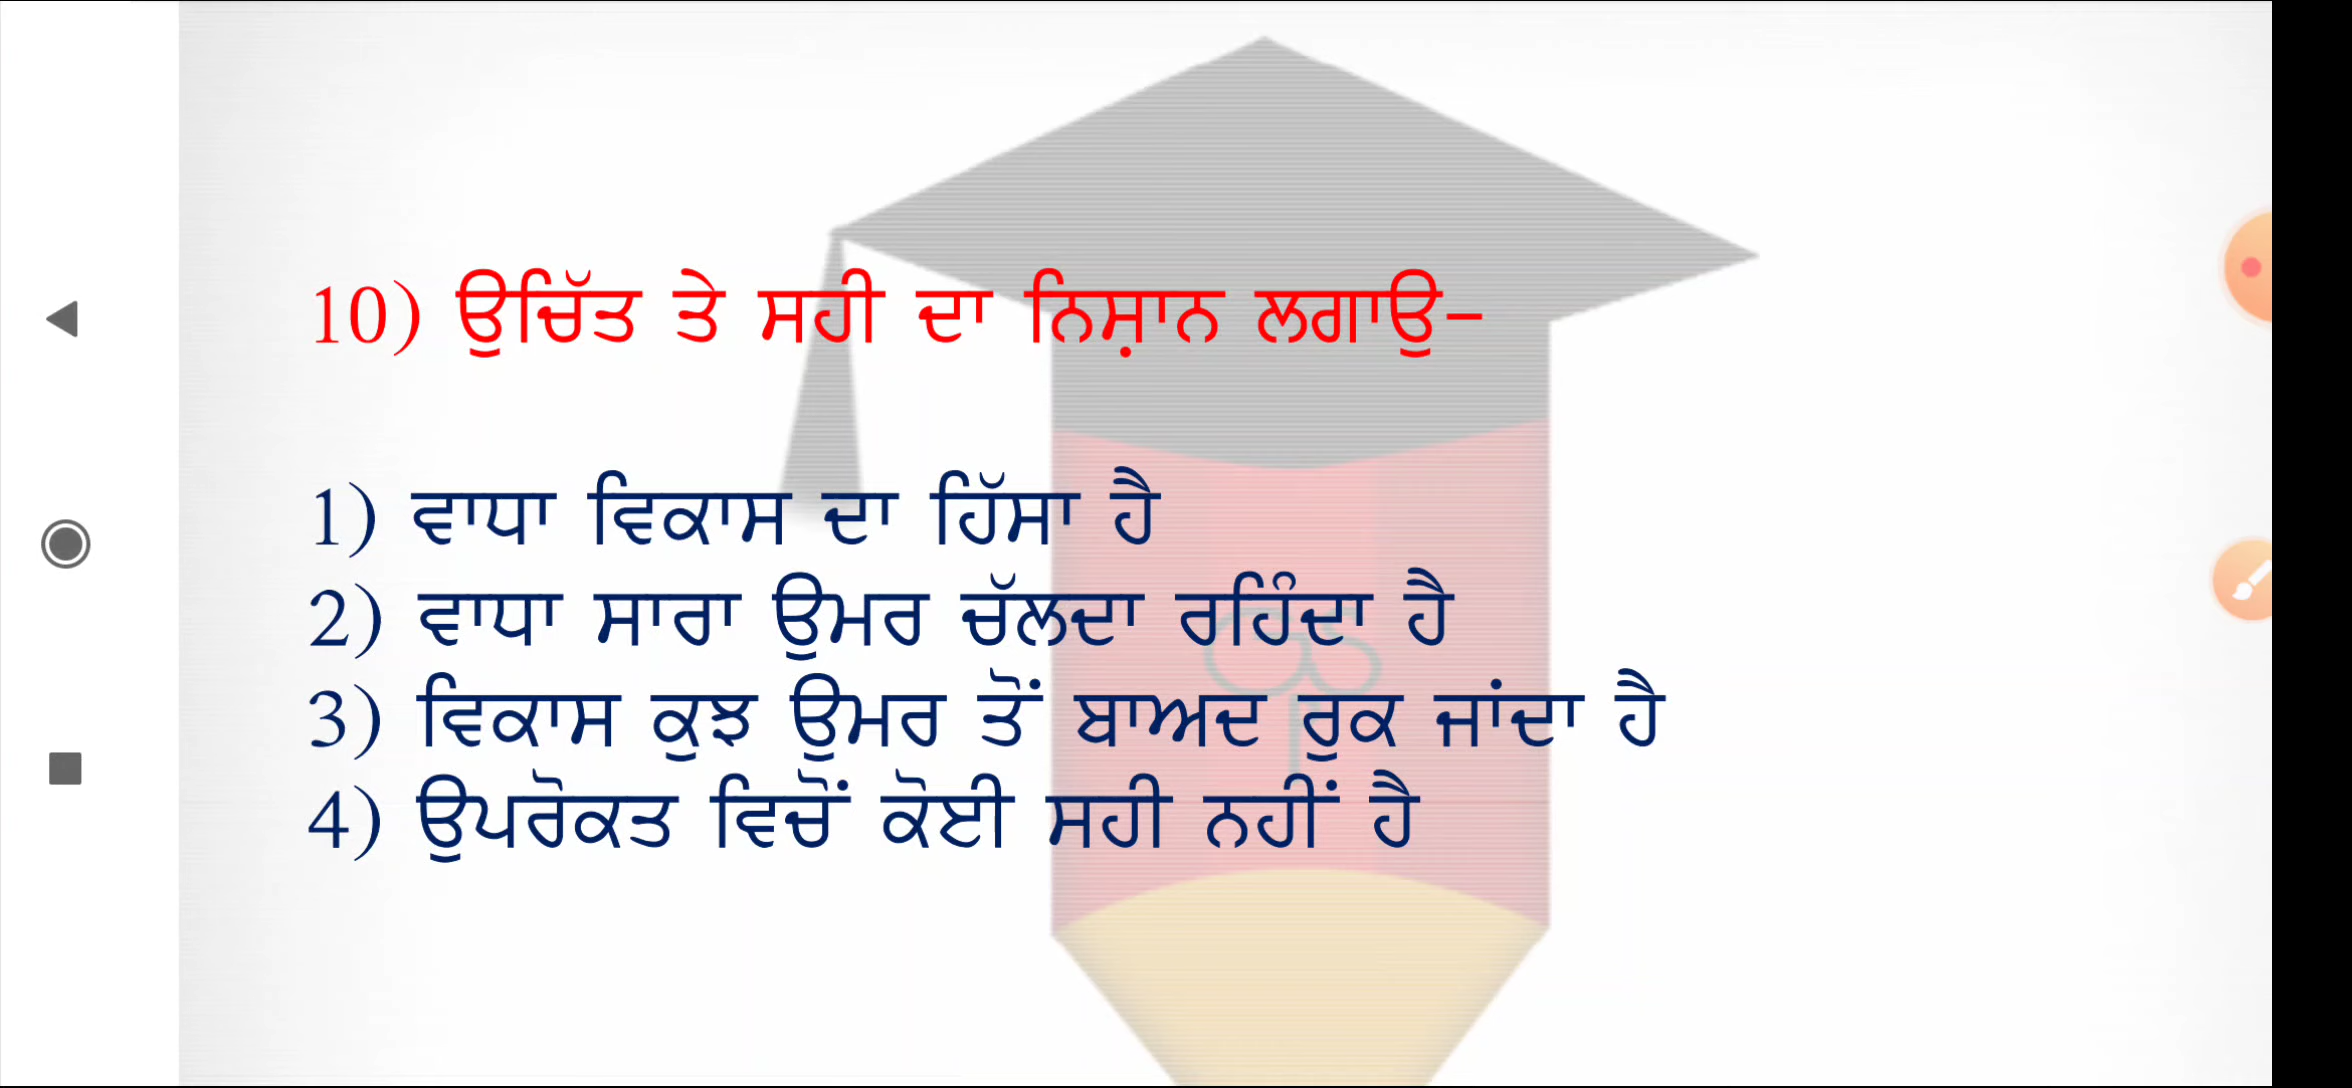 10) ਉਚਿੱਤ ਤੇ ਸਹੀ ਦਾ ਨਿਸ਼ਾਨ ਲਗਾਉ-
1) ਵਾਧਾ ਵਿਕਾਸ ਦਾ ਹਿੱਸਾ ਹੈ
2) ਵਾਧਾ ਸਾਰਾ ਉਮਰ ਚੱਲਦਾ ਰਹਿੰਦਾ ਹੈ
3) ਵਿਕਾਸ ਕੁਝ ਉਮਰ ਤੋਂ ਬਾਅਦ ਰੁਕ ਜਾਂਦਾ ਹੈ
4) ਉਪਰੋਕਤ ਵਿਚੋਂ ਕੋਈ ਸਹੀ ਨਹੀਂ ਹੈ